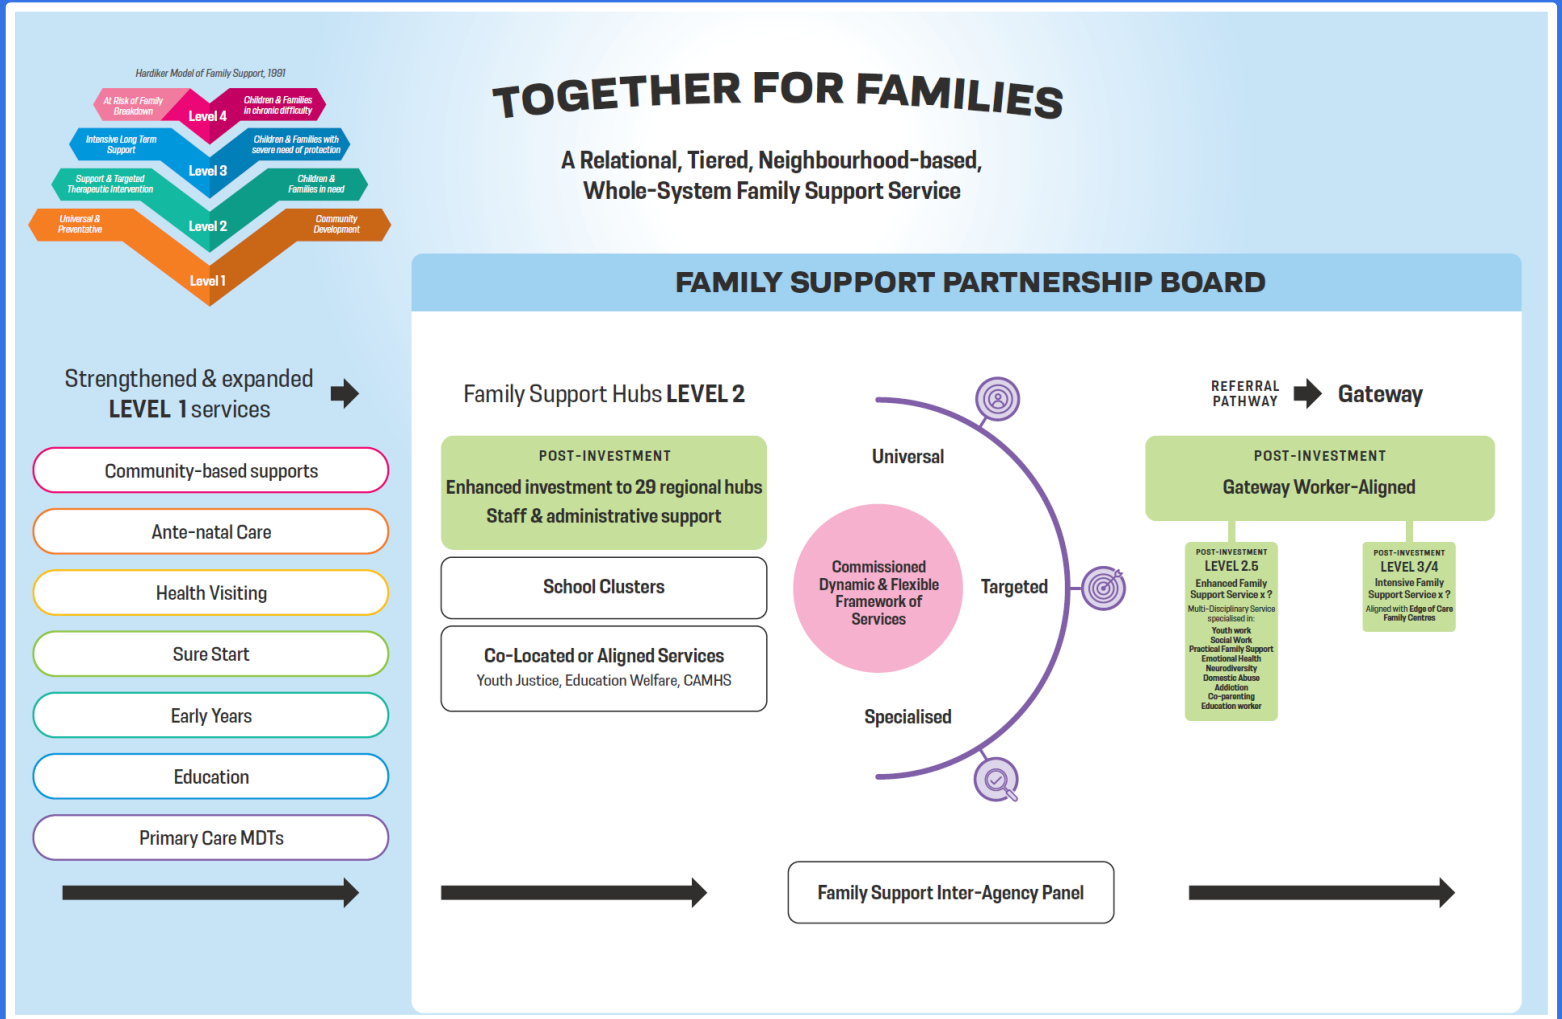 Hardiker Model of Family Support, 1991
At Risk of Family
Breakdown
Level 4
Children & Families
in chronic difficulty
Intensive Long Term
Support
Level 3
Children & Families with
severe need of protection
Support & Targeted
Therapeutic Intervention
Level 2
Children &
Families in need
Universal &
Preventative
Level 1
Community
Development
TOGETHER FOR FAMILIES
A Relational, Tiered, Neighbourhood-based,
Whole-System Family Support Service
FAMILY SUPPORT PARTNERSHIP BOARD
Strengthened & expanded
LEVEL 1 services
Community-based supports
Ante-natal Care
Health Visiting
Sure Start
Early Years
Education
Primary Care MDTs
Family Support Hubs LEVEL 2
POST-INVESTMENT
Enhanced investment to 29 regional hubs
Staff & administrative support
School Clusters
Co-Located or Aligned Services
Youth Justice, Education Welfare, CAMHS
Universal
Commissioned
Dynamic & Flexible
Framework of
Services
Targeted
Specialised
Family Support Inter-Agency Panel
REFERRAL
PATHWAY
Gateway
POST-INVESTMENT
Gateway Worker-Aligned
POST-INVESTMENT
LEVEL 2.5
Enhanced Family
Support Service x ?
Multi-Disciplinary Service
specialised in:
Youth work
Social Work
Practical Family Support
Emotional Health
Neurodiversity
Domestic Abuse
Addiction
Co-parenting
Education worker
POST-INVESTMENT
LEVEL 3/4
Intensive Family
Support Service x ?
Aligned with Edge of Care
Family Centres